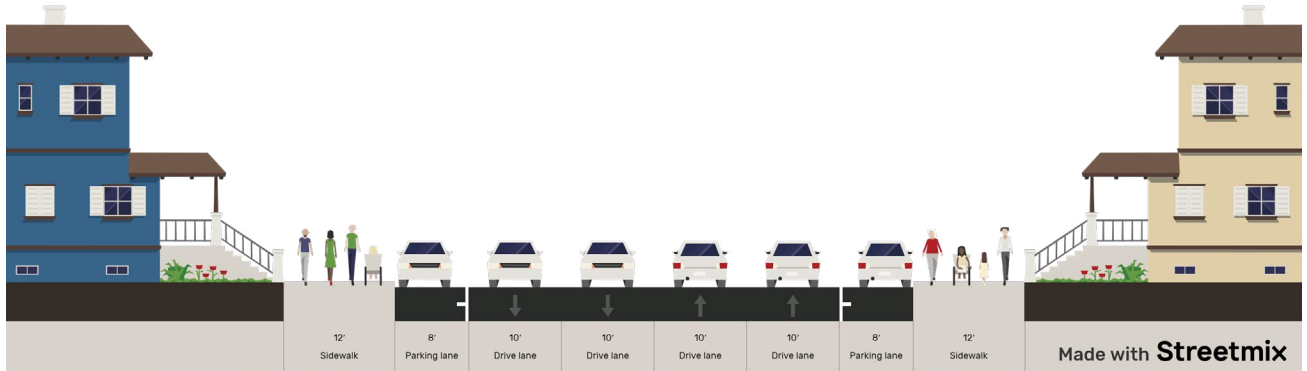 12'
Sidewalk
8'
Parking lane
10'
Drive lane
10'
Drive lane
10'
Drive lane
10'
Drive lane
8'
Parking lane
12'
Sidewalk
Made with Streetmix